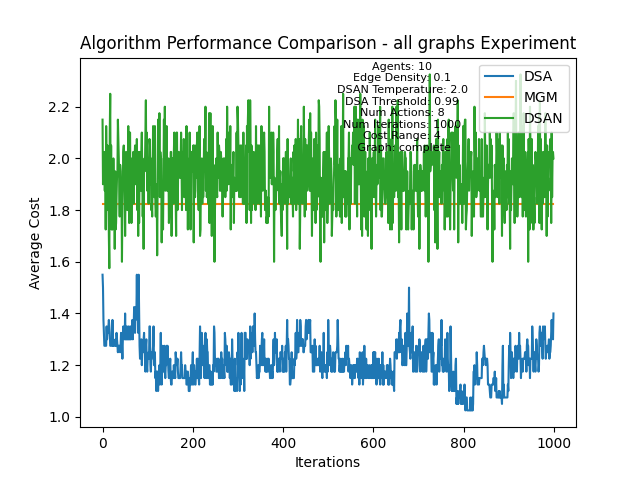 Algorithm Performance Comparison - all graphs Experiment
Agents: 10
Edge Density: 0.1
DSAN Temperature: 2.0
DSA Threshold: 0.99
Num Actions: 8
Num Iterations: 1000
Cost Range: 4
Graph: complete
DSA
MGM
DSAN
Average Cost
2.2
2.0
1.8
1.6
1.4
1.2
1.0
0
200
400
600
800
1000
Iterations